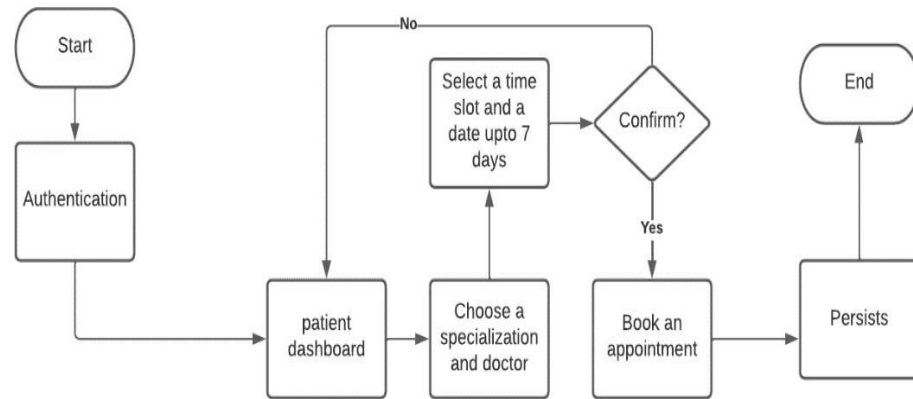 Start
Authentication
patient
dashboard
Choose a
specialization
and doctor
Select a time
slot and a
date upto 7
days
Confirm?
No
Yes
Book an
appointment
Persists
End